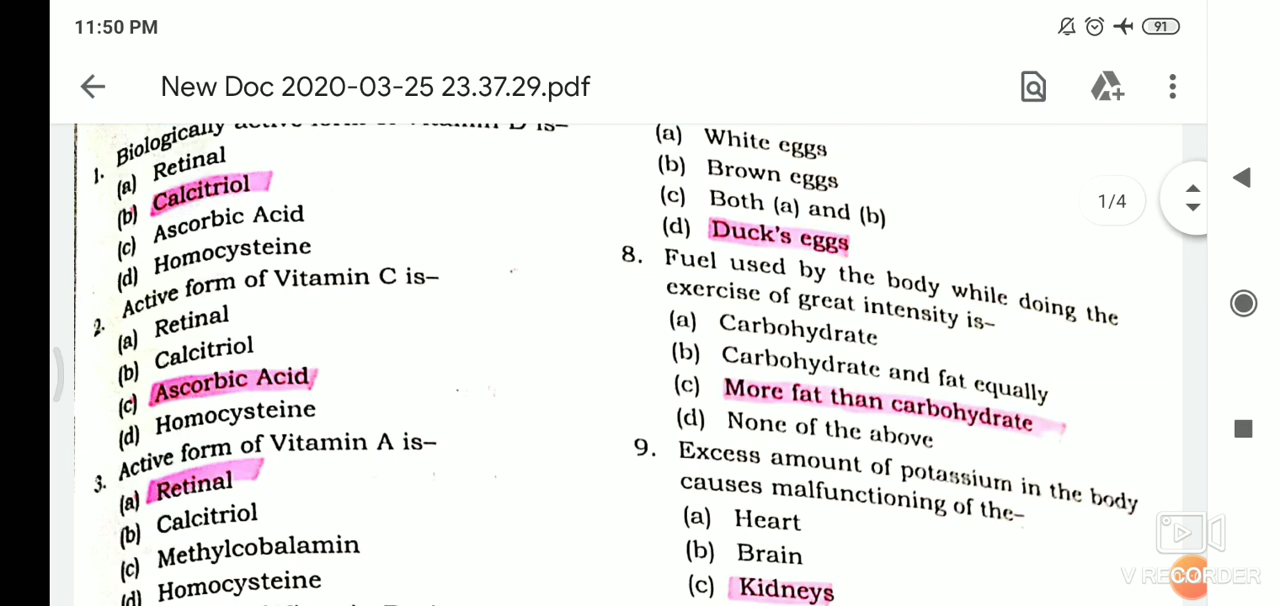 11:50 PM
91
New Doc 2020-03-25 23.37.29.pdf
1/4
1. Biologically
(a) Retinal
(b) Calcitriol
(c) Ascorbic Acid
(d) Homocysteine
2. Active form of Vitamin C is–
(a) Retinal
(b) Calcitriol
(c) Ascorbic Acid
(d) Homocysteine
3. Active form of Vitamin A is–
(a) Retinal
(b) Calcitriol
(c) Methylcobalamin
(d) Homocysteine
(a) White eggs
(b) Brown eggs
(c) Both (a) and (b)
(d) Duck's eggs
8. Fuel used by the body while doing the
exercise of great intensity is–
(a) Carbohydrate
(b) Carbohydrate and fat equally
(c) More fat than carbohydrate
(d) None of the above
9. Excess amount of potassium in the body
causes malfunctioning of the–
(a) Heart
(b) Brain
(c) Kidneys
V RECORDER